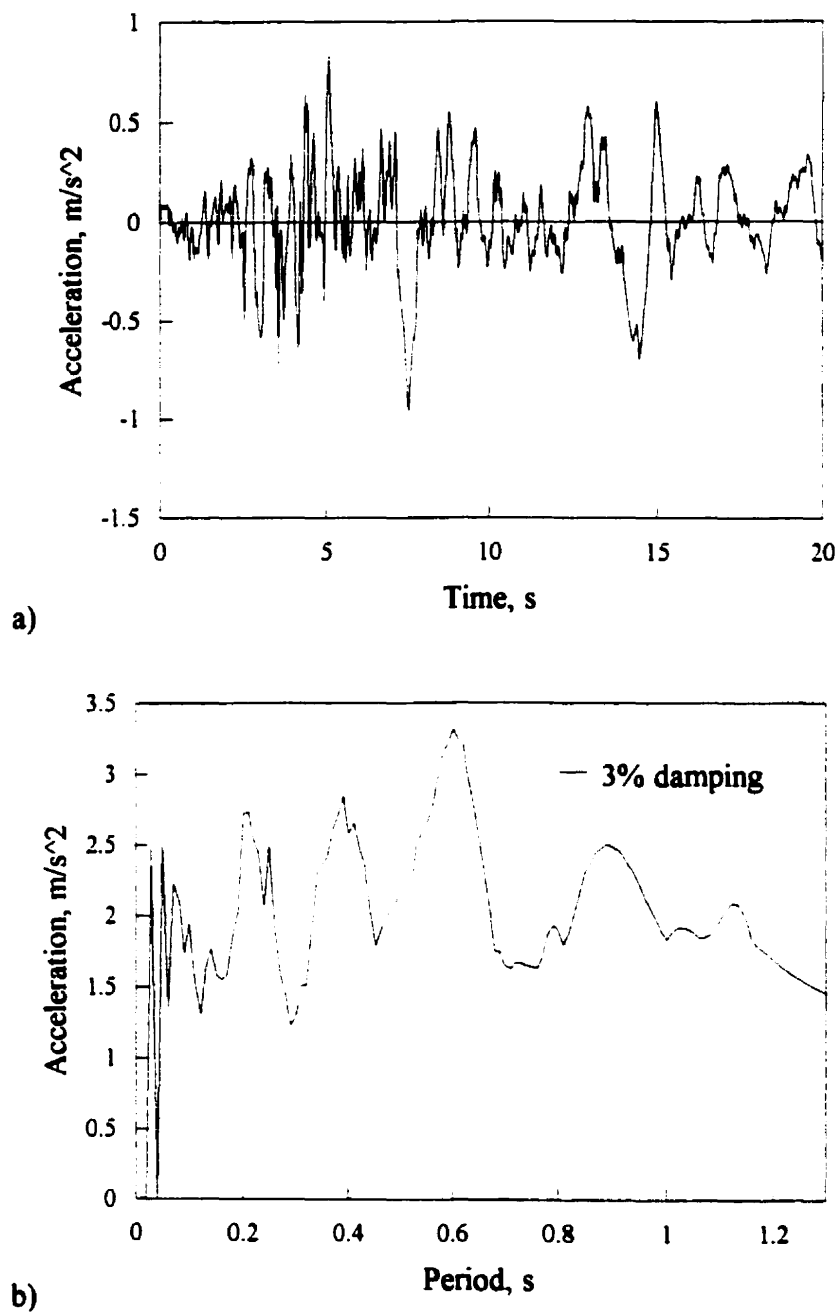 1
0.5
0
-0.5
-1
-1.5
Acceleration, m/s^2
0 5 10 15 20
Time, s
a)
3.5
3
2.5
2
1.5
1
0.5
0
Acceleration, m/s^2
3% damping
0 0.2 0.4 0.6 0.8 1 1.2
Period, s
b)